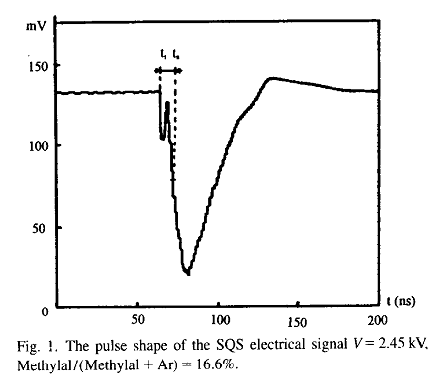 mV
150
t₁ tₛ
100
50
0
t (ns)
50
100
150
200
Fig. 1. The pulse shape of the SQS electrical signal V = 2.45 kV,
Methylal/(Methylal + Ar) = 16.6%.